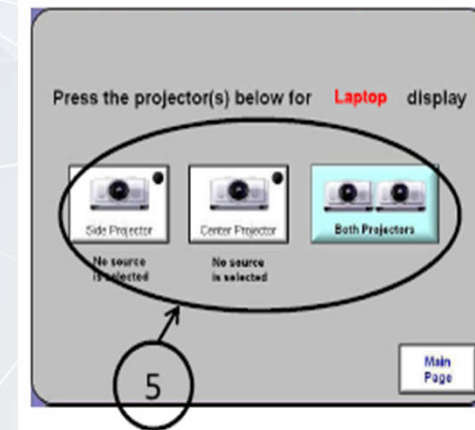 Press the projector(s) below for Laptop display
Side Projector Center Projector Both Projectors
No source No source
is selected is selected
5
Main
Page